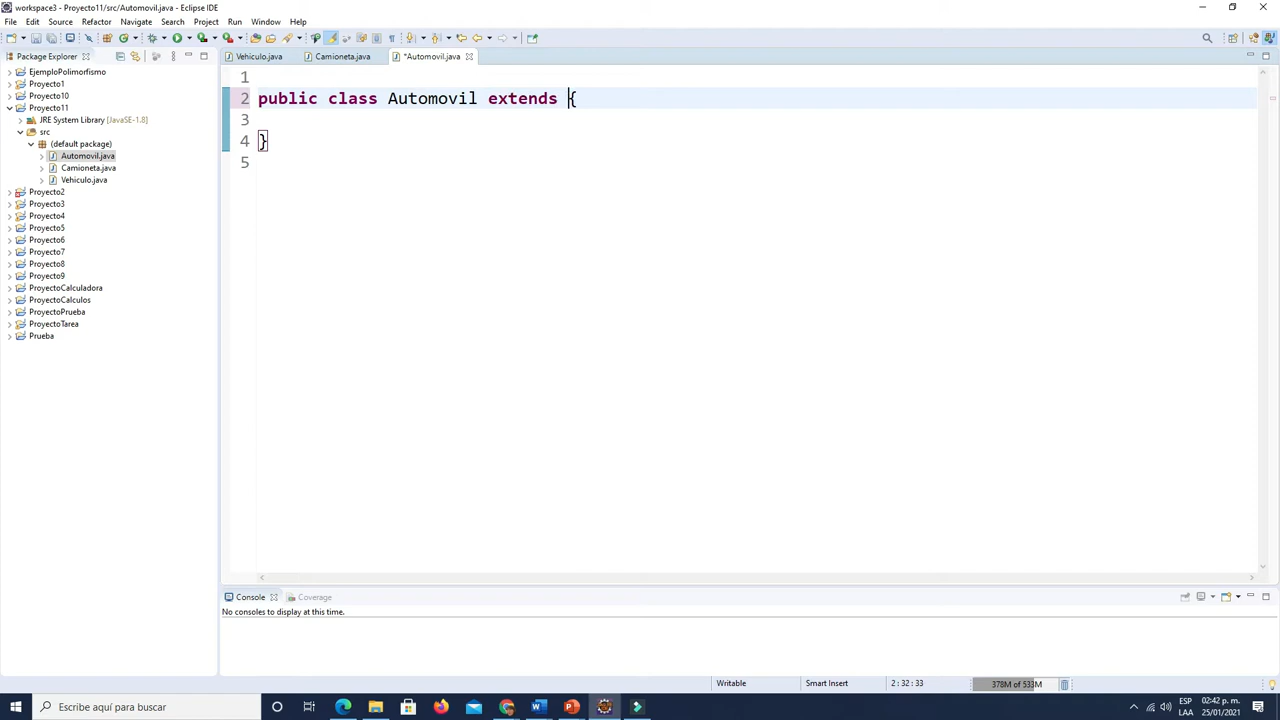 workspace3 - Proyecto11/src/Automovil.java - Eclipse IDE
File Edit Source Refactor Navigate Search Project Run Window Help
Package Explorer
Vehiculo.java Camioneta.java *Automovil.java
EjemploPolimorfismo
Proyecto1
Proyecto10
Proyecto11
JRE System Library [JavaSE-1.8]
src
(default package)
Automovil.java
Camioneta.java
Vehiculo.java
Proyecto2
Proyecto3
Proyecto4
Proyecto5
Proyecto6
Proyecto7
Proyecto8
Proyecto9
ProyectoCalculadora
ProyectoCalculos
ProyectoPrueba
ProyectoTarea
Prueba
1
2 public class Automovil extends {
3
4 }
5
Console Coverage
No consoles to display at this time.
Writable Smart Insert 2 : 32 : 33 378M of 533M
Escribe aquí para buscar
ESP 02:42 p. m.
LAA 25/01/2021